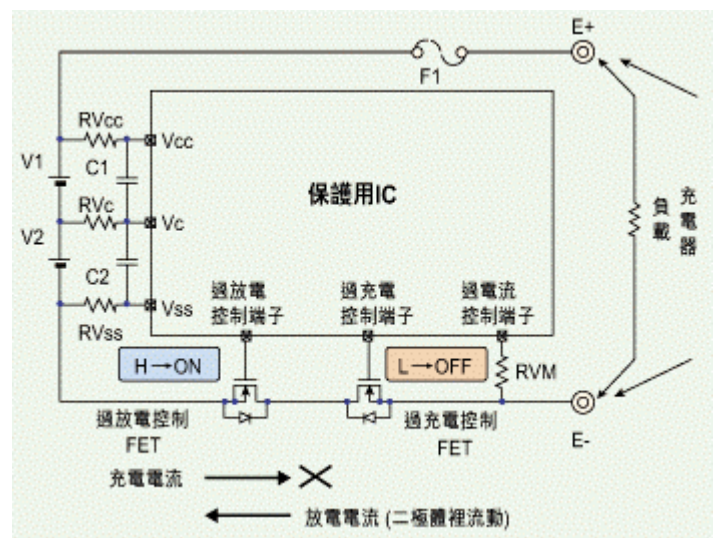 E+
F1
RVcc
Vcc
V1
C1
保護用IC
RVc
Vc
V2
C2
負載
充電器
過放電
控制端子
過充電
控制端子
過電流
控制端子
Vss
RVss
H→ON
L→OFF
RVM
過放電控制
FET
過充電控制
FET
E-
充電電流
放電電流 (二極體裡流動)